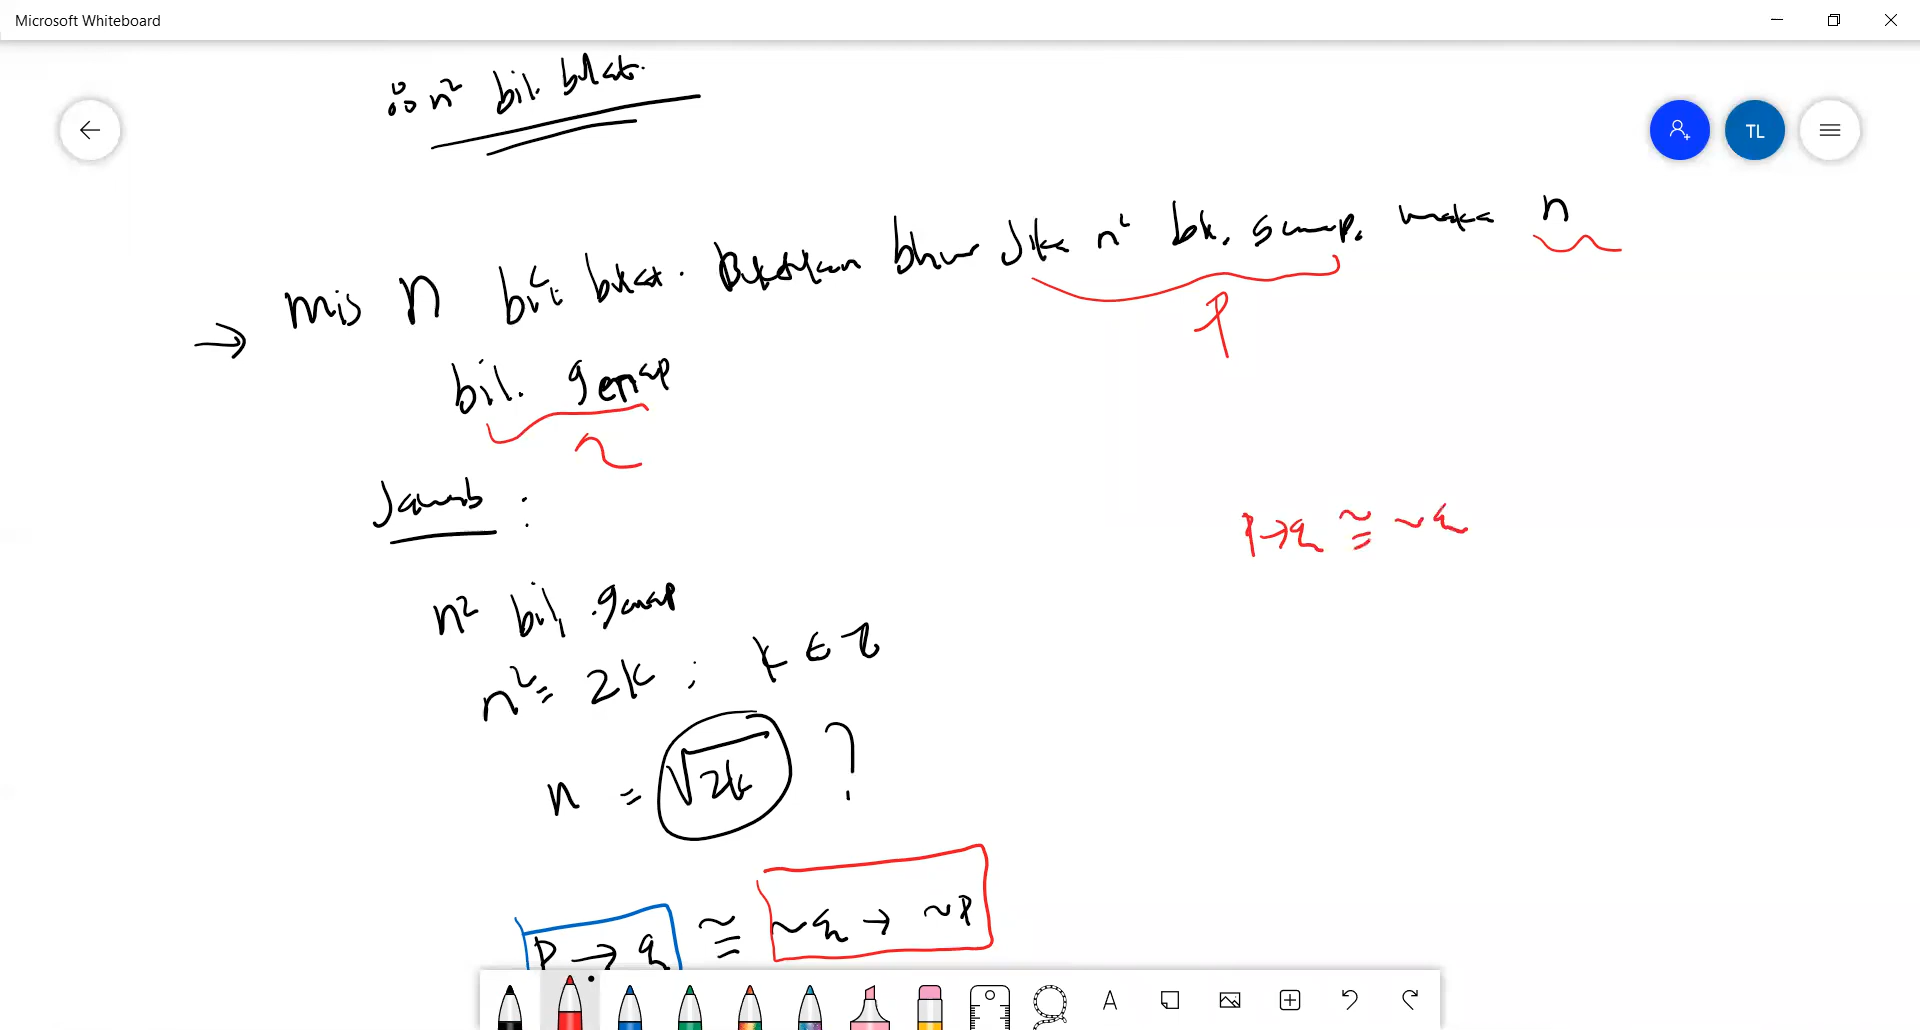 Microsoft Whiteboard
∴ n² bil. bulat.
TL
→ Mis n bil. bulat. Buktikan bhw Jika n² bil. genap, maka n
P
bil. genap
Jawab :
p→q ≅ ~q
n² bil. genap
n² = 2k ; k ∈ Z
n = √2k ?
P → q ≅ ~q → ~p
A